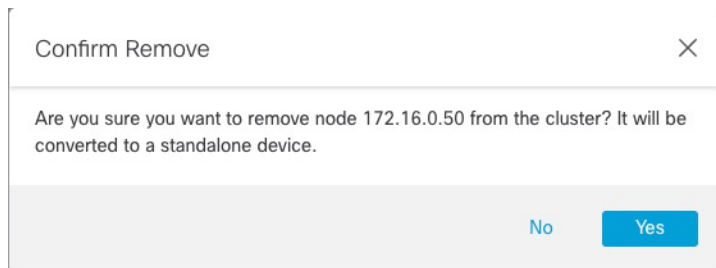 Confirm Remove
Are you sure you want to remove node 172.16.0.50 from the cluster? It will be
converted to a standalone device.
No
Yes